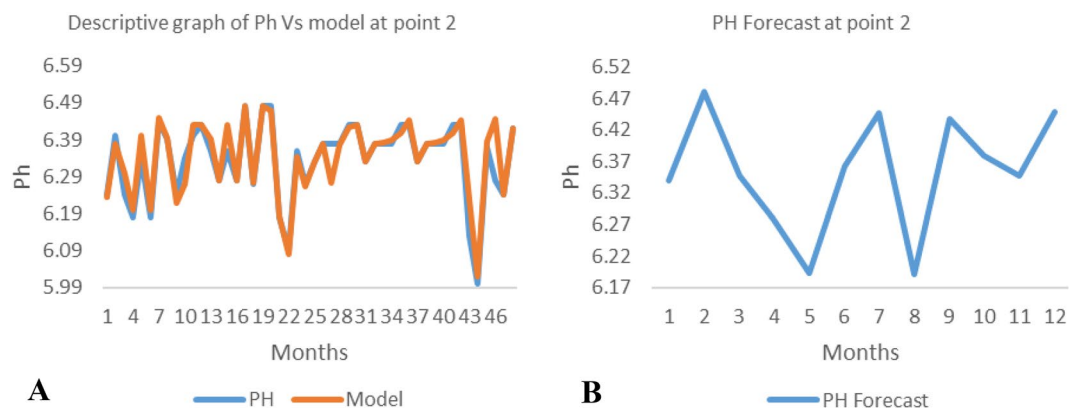 Descriptive graph of Ph Vs model at point 2
6.59
6.49
6.39
6.29
6.19
6.09
5.99
Ph
1 4 7 10 13 16 19 22 25 28 31 34 37 40 43 46
Months
A
PH Model
PH Forecast at point 2
6.52
6.47
6.42
6.37
6.32
6.27
6.22
6.17
Ph
1 2 3 4 5 6 7 8 9 10 11 12
Months
B
PH Forecast